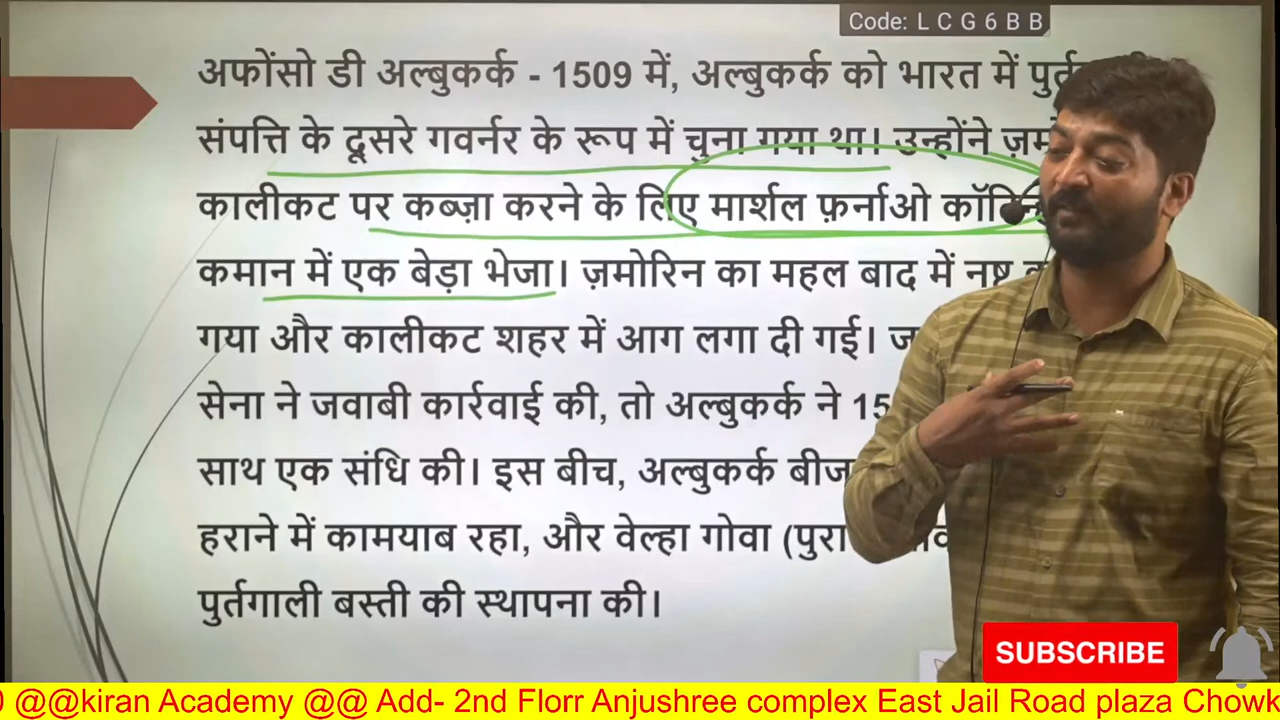 Code: L C G 6 B B
अफोंसो डी अल्बुकर्क - 1509 में, अल्बुकर्क को भारत में
संपत्ति के दूसरे गवर्नर के रूप में चुना गया था। उन्होंने
कालीकट पर कब्ज़ा करने के लिए मार्शल फ़र्नाओ
कमान में एक बेड़ा भेजा। ज़मोरिन का महल बाद में नष्ट
गया और कालीकट शहर में आग लगा दी गई।
सेना ने जवाबी कार्रवाई की, तो अल्बुकर्क ने 15
साथ एक संधि की। इस बीच, अल्बुकर्क
हराने में कामयाब रहा, और वेल्हा गोवा
पुर्तगाली बस्ती की स्थापना की।
SUBSCRIBE
@@kiran Academy @@ Add- 2nd Florr Anjushree complex East Jail Road plaza Chowk